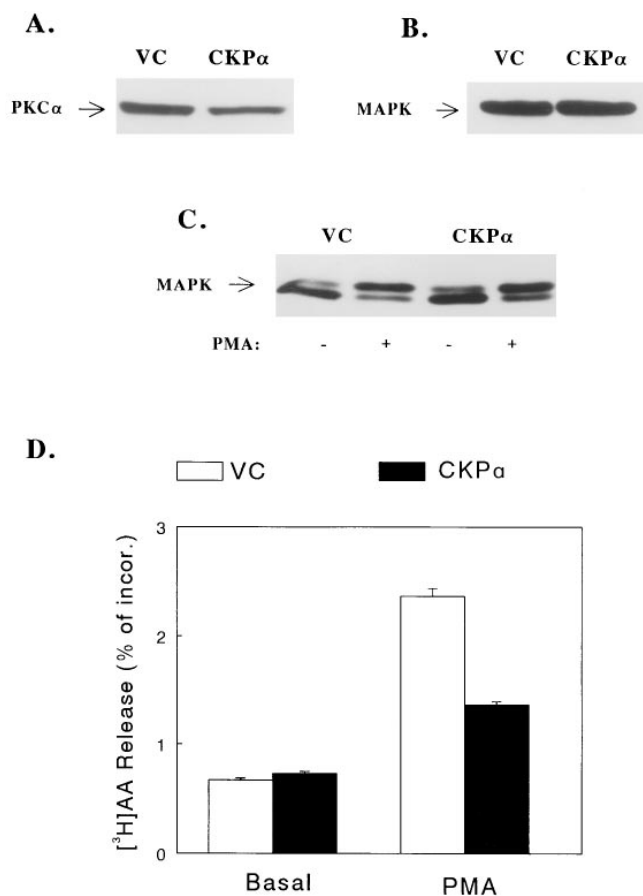 A.
VC CKPα
PKCα →
B.
VC CKPα
MAPK →
C.
VC CKPα
MAPK →
PMA: - + - +
D.
VC CKPα
[³H]AA Release (% of incor.)
3
2
1
0
Basal PMA